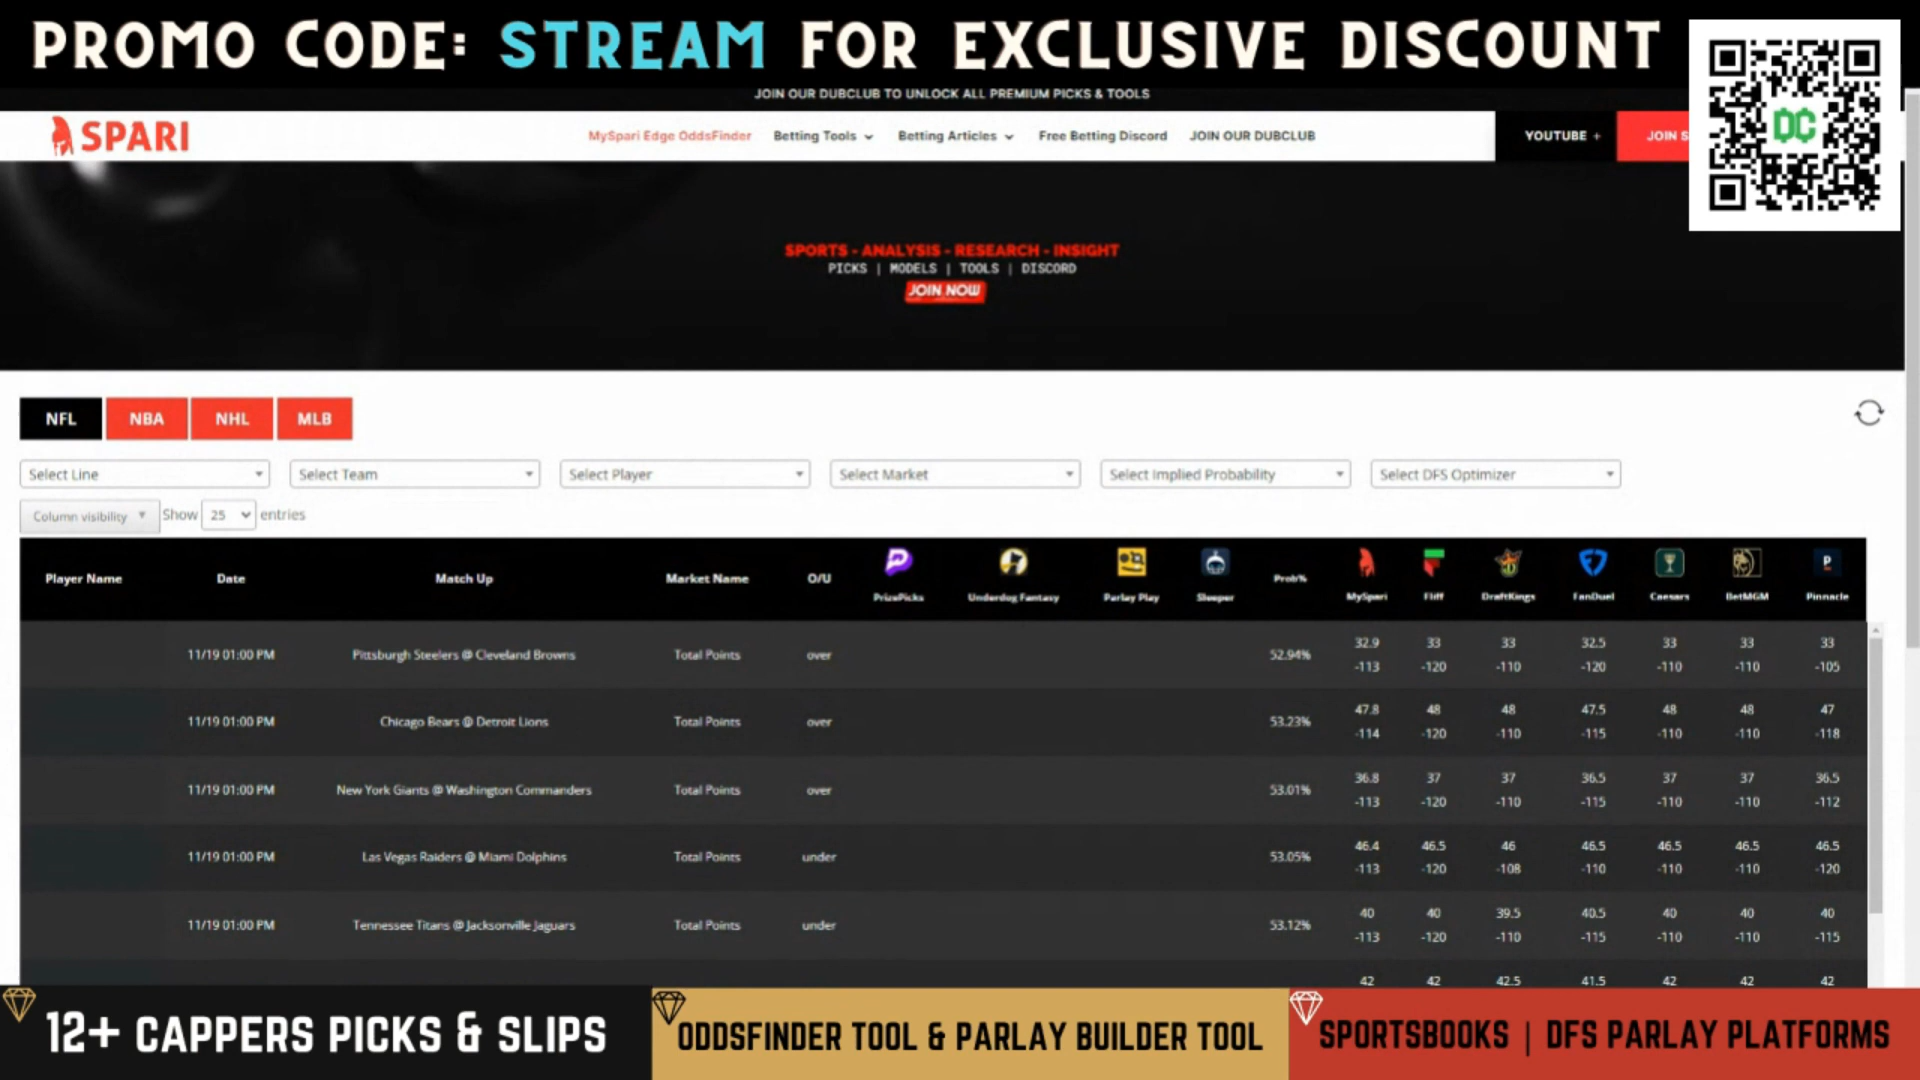 PROMO CODE: STREAM FOR EXCLUSIVE DISCOUNT
JOIN OUR DUBCLUB TO UNLOCK ALL PREMIUM PICKS & TOOLS
SPARI
MySpari Edge OddsFinder Betting Tools Betting Articles Free Betting Discord JOIN OUR DUBCLUB YOUTUBE + JOIN S
DC
SPORTS - ANALYSIS - RESEARCH - INSIGHT
PICKS | MODELS | TOOLS | DISCORD
JOIN NOW
NFL NBA NHL MLB
Select Line Select Team Select Player Select Market Select Implied Probability Select DFS Optimizer
Column visibility Show 25 entries
Player Name Date Match Up Market Name O/U PrizePicks Underdog Fantasy Parlay Play Sleeper Prob% MySpari Fliff DraftKings FanDuel Caesars BetMGM Pinnacle
11/19 01:00 PM Pittsburgh Steelers @ Cleveland Browns Total Points over 52.94% 32.9 33 33 32.5 33 33 33
-113 -120 -110 -120 -110 -110 -105
11/19 01:00 PM Chicago Bears @ Detroit Lions Total Points over 53.23% 47.8 48 48 47.5 48 48 47
-114 -120 -110 -115 -110 -110 -118
11/19 01:00 PM New York Giants @ Washington Commanders Total Points over 53.01% 36.8 37 37 36.5 37 37 36.5
-113 -120 -110 -115 -110 -110 -112
11/19 01:00 PM Las Vegas Raiders @ Miami Dolphins Total Points under 53.05% 46.4 46.5 46 46.5 46.5 46.5 46.5
-113 -120 -108 -110 -110 -110 -120
11/19 01:00 PM Tennessee Titans @ Jacksonville Jaguars Total Points under 53.12% 40 40 39.5 40.5 40 40 40
-113 -120 -110 -115 -110 -110 -115
42 42 42.5 41.5 42 42 42
12+ CAPPERS PICKS & SLIPS
ODDSFINDER TOOL & PARLAY BUILDER TOOL
SPORTSBOOKS | DFS PARLAY PLATFORMS